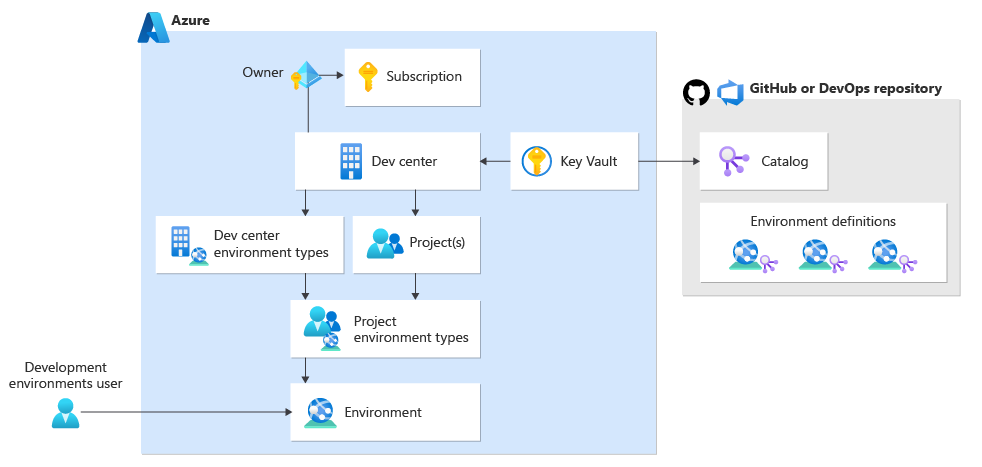 Azure
Owner
Subscription
GitHub or DevOps repository
Dev center
Key Vault
Catalog
Dev center
environment types
Project(s)
Environment definitions
Project
environment types
Development
environments user
Environment